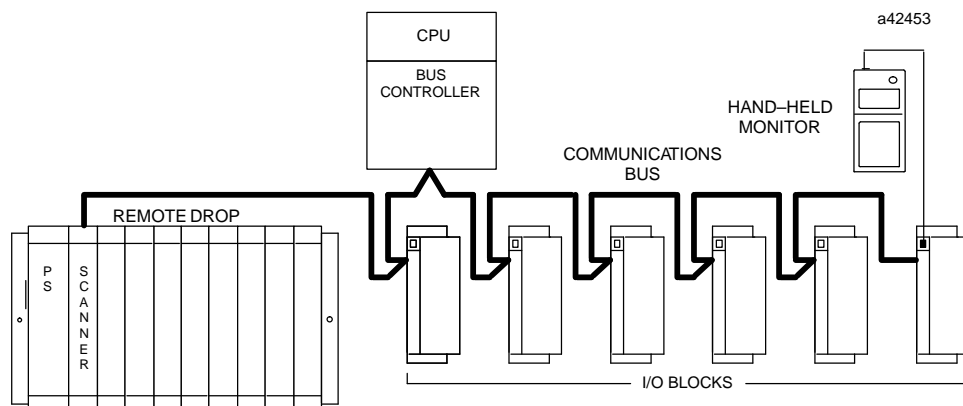 a42453
CPU
BUS
CONTROLLER
HAND–HELD
MONITOR
COMMUNICATIONS
BUS
REMOTE DROP
PS
SCANNER
I/O BLOCKS